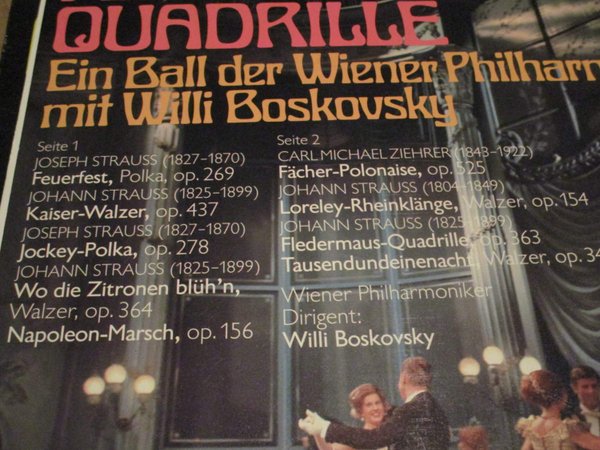 QUADRILLE
Ein Ball der Wiener Philharm
mit Willi Boskovsky
Seite 1
JOSEPH STRAUSS (1827-1870)
Feuerfest, Polka, op. 269
JOHANN STRAUSS (1825-1899)
Kaiser-Walzer, op. 437
JOSEPH STRAUSS (1827-1870)
Jockey-Polka, op. 278
JOHANN STRAUSS (1825-1899)
Wo die Zitronen blüh'n,
Walzer, op. 364
Napoleon-Marsch, op. 156
Seite 2
CARL MICHAEL ZIEHRER (1843-1922)
Fächer-Polonaise, op. 525
JOHANN STRAUSS (1804-1849)
Loreley-Rheinklänge, Walzer, op. 154
JOHANN STRAUSS (1825-1899)
Fledermaus-Quadrille, op. 363
Tausendundeinenacht, Walzer, op. 34
Wiener Philharmoniker
Dirigent:
Willi Boskovsky